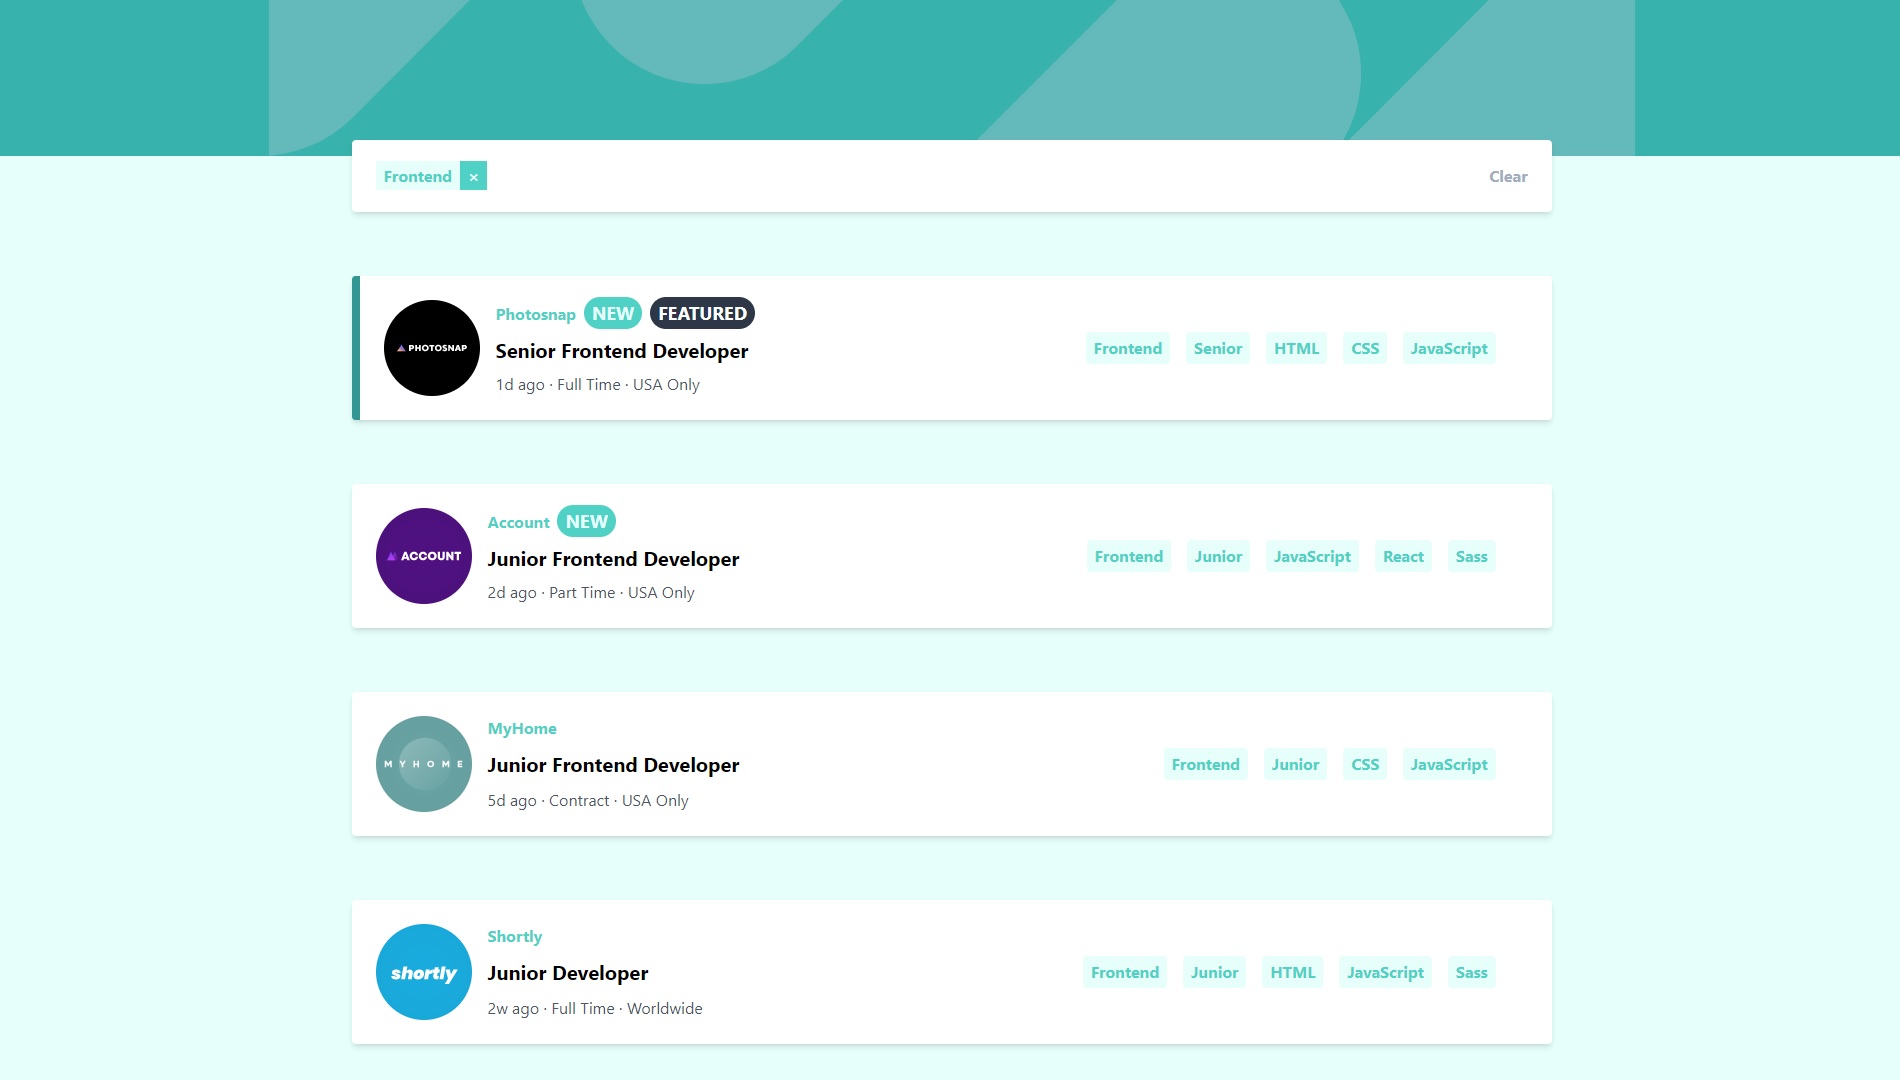 Frontend ×
Clear
PHOTOSNAP
Photosnap NEW FEATURED
Senior Frontend Developer
1d ago · Full Time · USA Only
Frontend Senior HTML CSS JavaScript
ACCOUNT
Account NEW
Junior Frontend Developer
2d ago · Part Time · USA Only
Frontend Junior JavaScript React Sass
MYHOME
MyHome
Junior Frontend Developer
5d ago · Contract · USA Only
Frontend Junior CSS JavaScript
shortly
Shortly
Junior Developer
2w ago · Full Time · Worldwide
Frontend Junior HTML JavaScript Sass